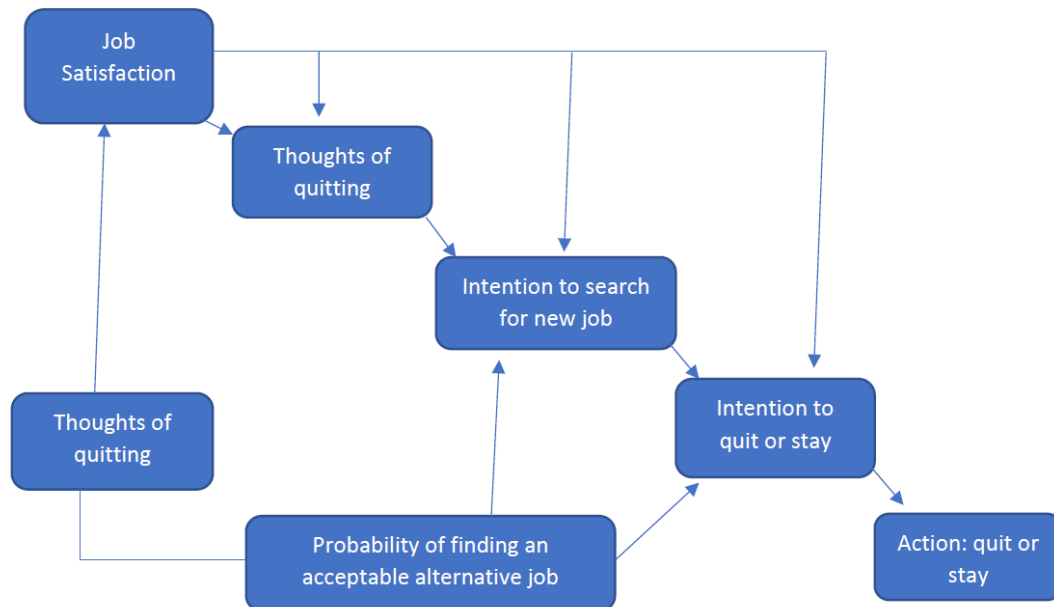 Job
Satisfaction
Thoughts of
quitting
Intention to search
for new job
Thoughts of
quitting
Intention to
quit or stay
Probability of finding an
acceptable alternative job
Action: quit or
stay